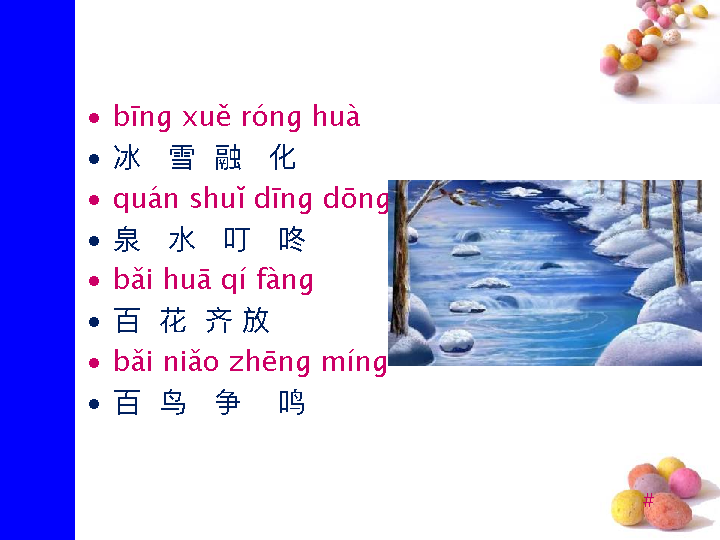 • bīng xuě róng huà
• 冰 雪 融 化
• quán shuǐ dīng dōng
• 泉 水 叮 咚
• bǎi huā qí fàng
• 百 花 齐 放
• bǎi niǎo zhēng míng
• 百 鸟 争 鸣
#